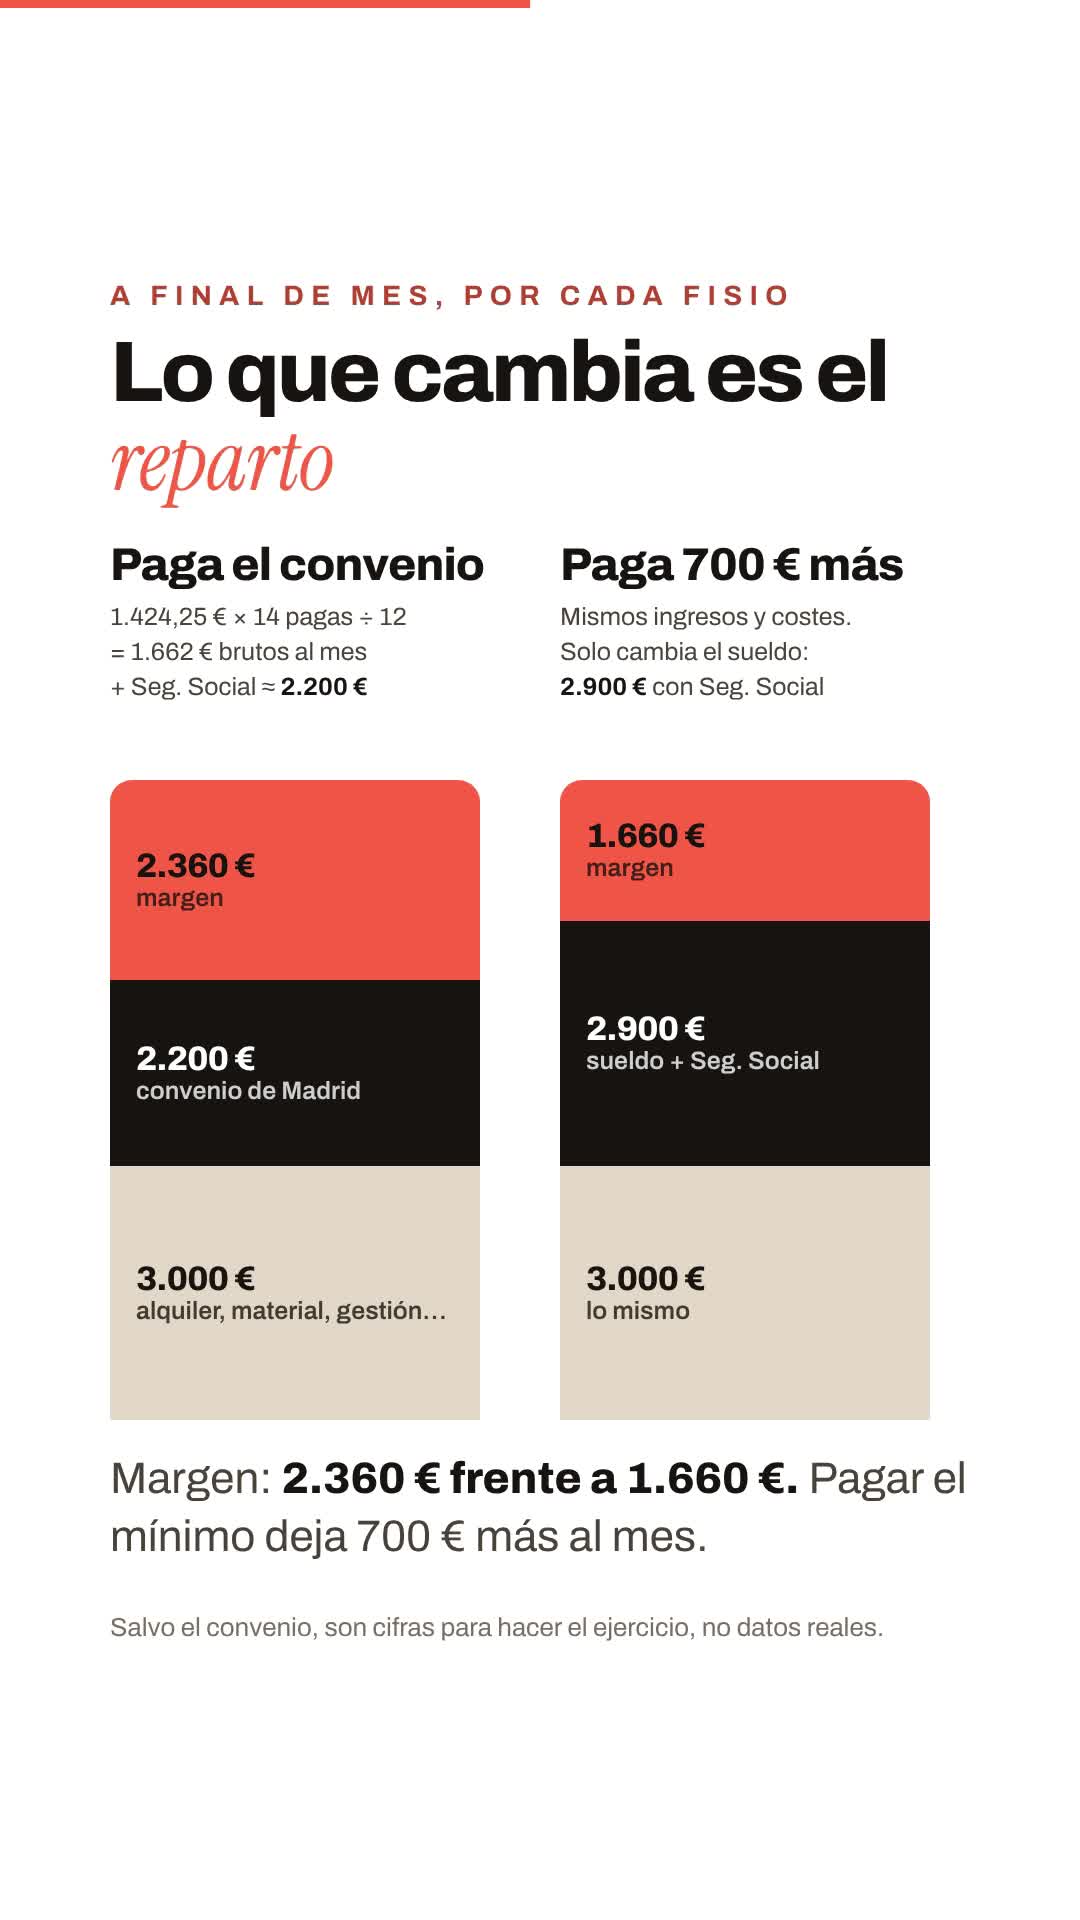 A FINAL DE MES, POR CADA FISIO
Lo que cambia es el
reparto
Paga el convenio
1.424,25 € × 14 pagas ÷ 12
= 1.662 € brutos al mes
+ Seg. Social ≈ 2.200 €
Paga 700 € más
Mismos ingresos y costes.
Solo cambia el sueldo:
2.900 € con Seg. Social
2.360 €
margen
2.200 €
convenio de Madrid
3.000 €
alquiler, material, gestión...
1.660 €
margen
2.900 €
sueldo + Seg. Social
3.000 €
lo mismo
Margen: 2.360 € frente a 1.660 €. Pagar el
mínimo deja 700 € más al mes.
Salvo el convenio, son cifras para hacer el ejercicio, no datos reales.